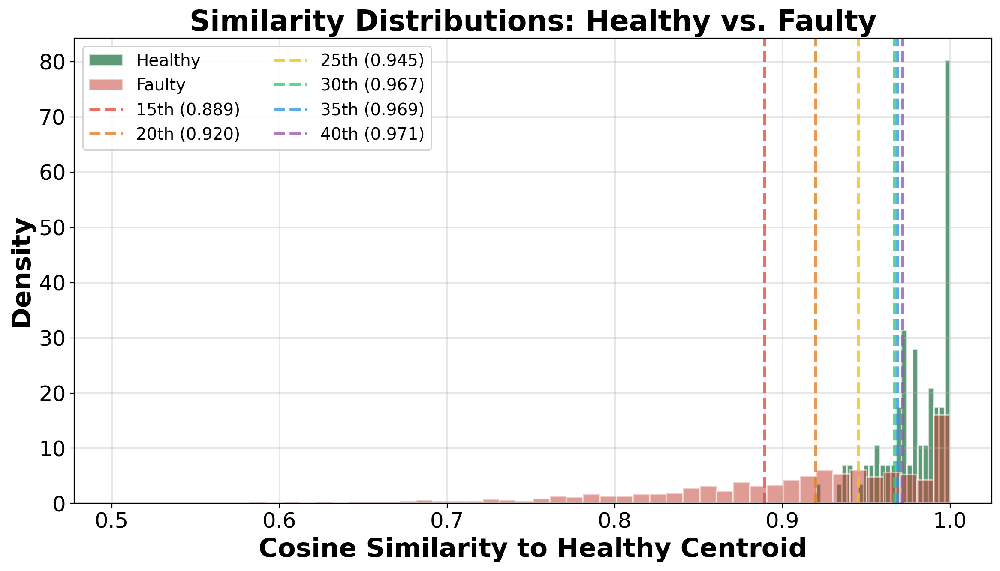 Similarity Distributions: Healthy vs. Faulty
Healthy
Faulty
15th (0.889)
20th (0.920)
25th (0.945)
30th (0.967)
35th (0.969)
40th (0.971)
Density
80
70
60
50
40
30
20
10
0
0.5
0.6
0.7
0.8
0.9
1.0
Cosine Similarity to Healthy Centroid